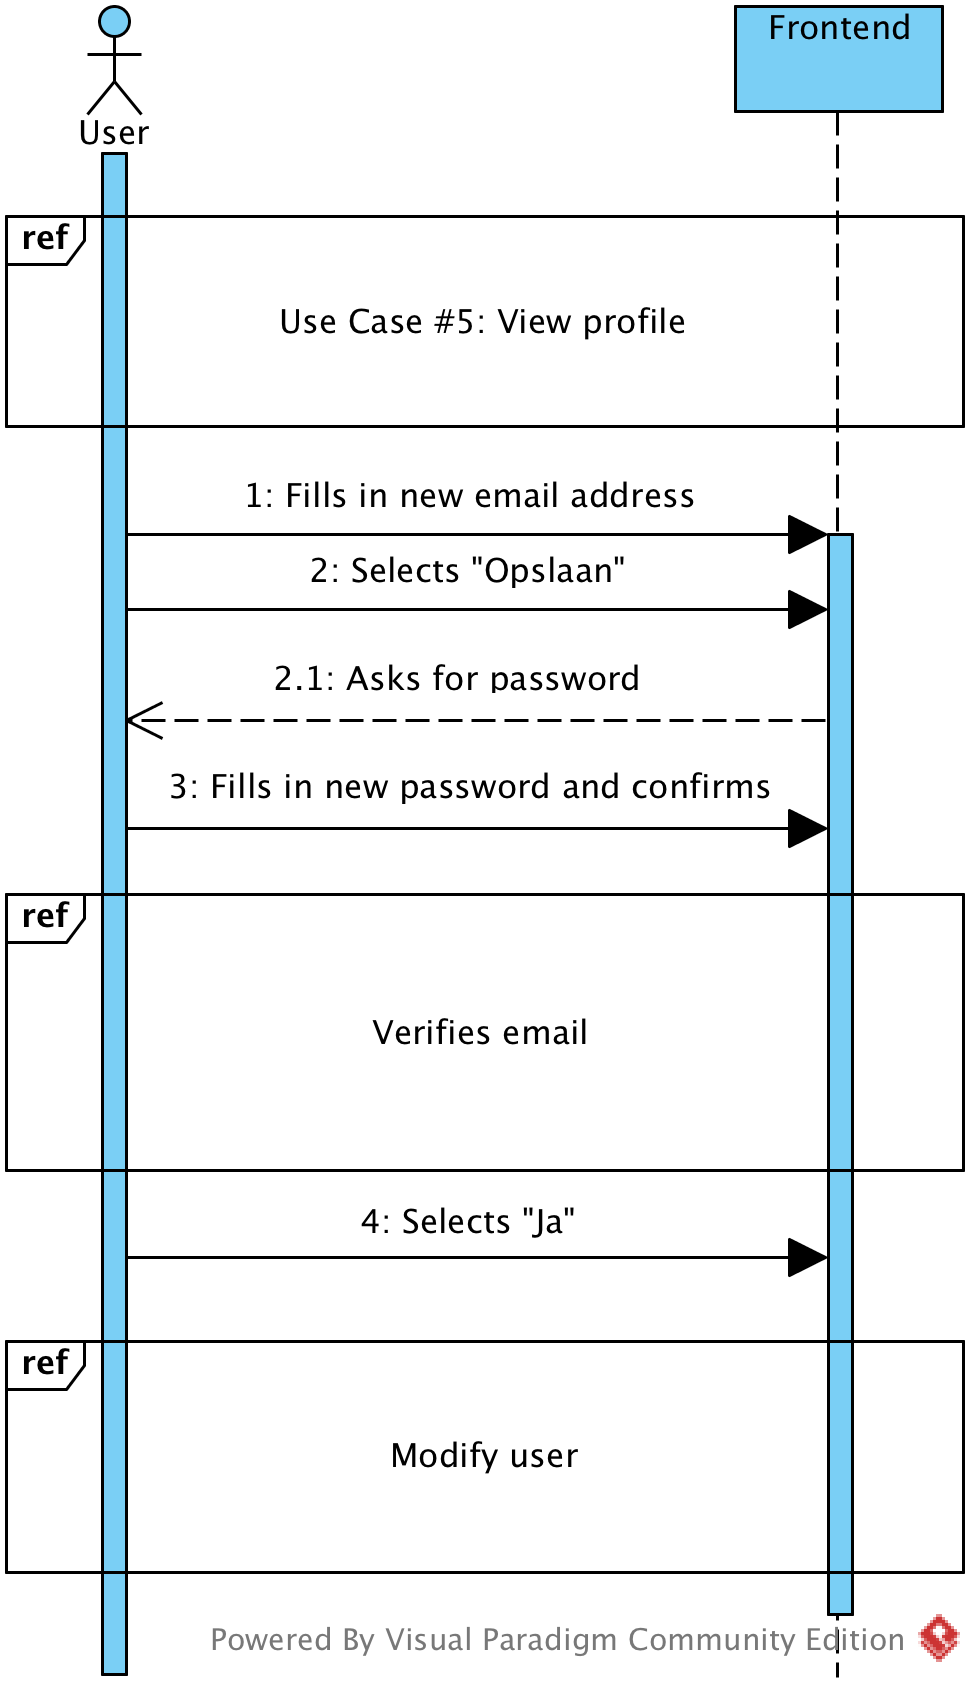 Frontend
User
ref
Use Case #5: View profile
1: Fills in new email address
2: Selects "Opslaan"
2.1: Asks for password
3: Fills in new password and confirms
ref
Verifies email
4: Selects "Ja"
ref
Modify user
Powered By Visual Paradigm Community Edition